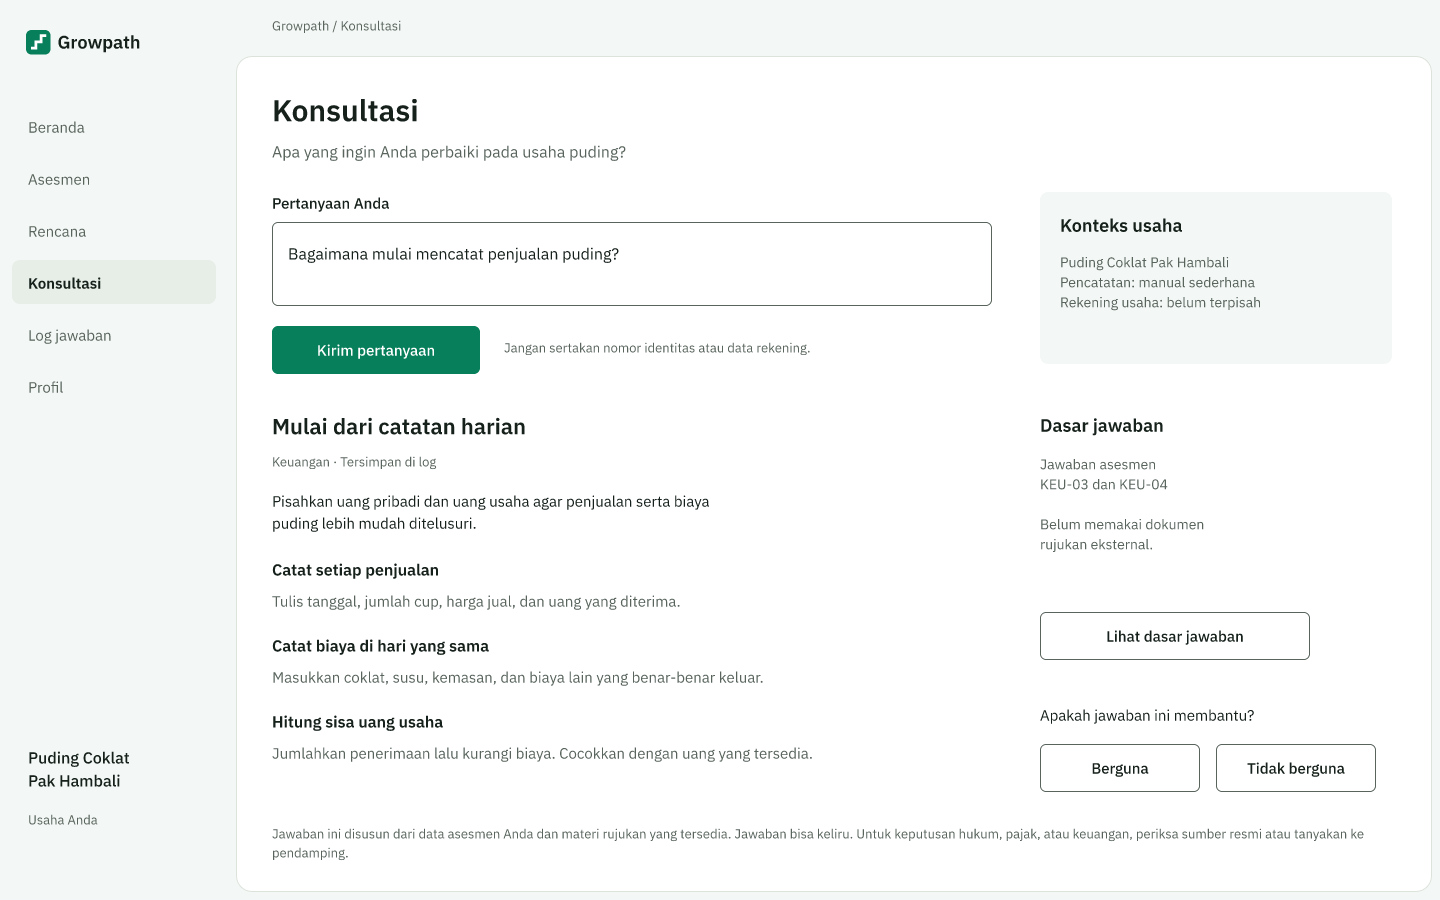 Growpath
Beranda
Asesmen
Rencana
Konsultasi
Log jawaban
Profil
Puding Coklat
Pak Hambali
Usaha Anda
Growpath / Konsultasi
Konsultasi
Apa yang ingin Anda perbaiki pada usaha puding?
Pertanyaan Anda
Bagaimana mulai mencatat penjualan puding?
Kirim pertanyaan
Jangan sertakan nomor identitas atau data rekening.
Konteks usaha
Puding Coklat Pak Hambali
Pencatatan: manual sederhana
Rekening usaha: belum terpisah
Mulai dari catatan harian
Keuangan · Tersimpan di log
Pisahkan uang pribadi dan uang usaha agar penjualan serta biaya
puding lebih mudah ditelusuri.
Catat setiap penjualan
Tulis tanggal, jumlah cup, harga jual, dan uang yang diterima.
Catat biaya di hari yang sama
Masukkan coklat, susu, kemasan, dan biaya lain yang benar-benar keluar.
Hitung sisa uang usaha
Jumlahkan penerimaan lalu kurangi biaya. Cocokkan dengan uang yang tersedia.
Dasar jawaban
Jawaban asesmen
KEU-03 dan KEU-04
Belum memakai dokumen
rujukan eksternal.
Lihat dasar jawaban
Apakah jawaban ini membantu?
Berguna
Tidak berguna
Jawaban ini disusun dari data asesmen Anda dan materi rujukan yang tersedia. Jawaban bisa keliru. Untuk keputusan hukum, pajak, atau keuangan, periksa sumber resmi atau tanyakan ke
pendamping.